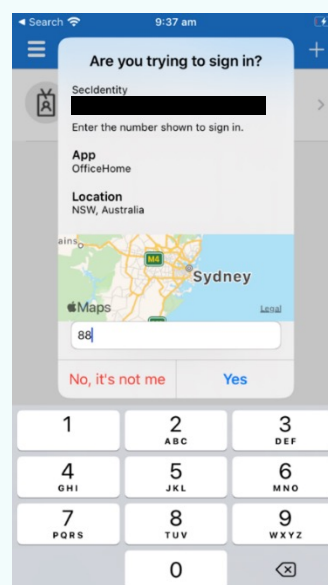 Search
9:37 am
Are you trying to sign in?
SecIdentity
Enter the number shown to sign in.
App
OfficeHome
Location
NSW, Australia
ains
M4
Sydney
Maps
Legal
88
No, it's not me
Yes
1
2
3
ABC
DEF
4
5
6
GHI
JKL
MNO
7
8
9
PQRS
TUV
WXYZ
0